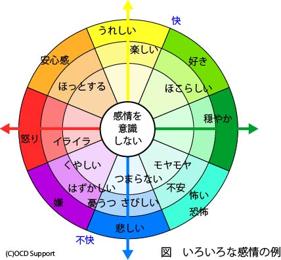 快
うれしい
楽しい
安心感
好き
ほっとする
ほこらしい
穏やか
感情を
意識
しない
怒り
イライラ
くやしい
モヤモヤ
つまらない
はずかしい
不安
怖い
嫌
憂うつ
さびしい
恐怖
悲しい
不快
(C)OCD Support
図 いろいろな感情の例